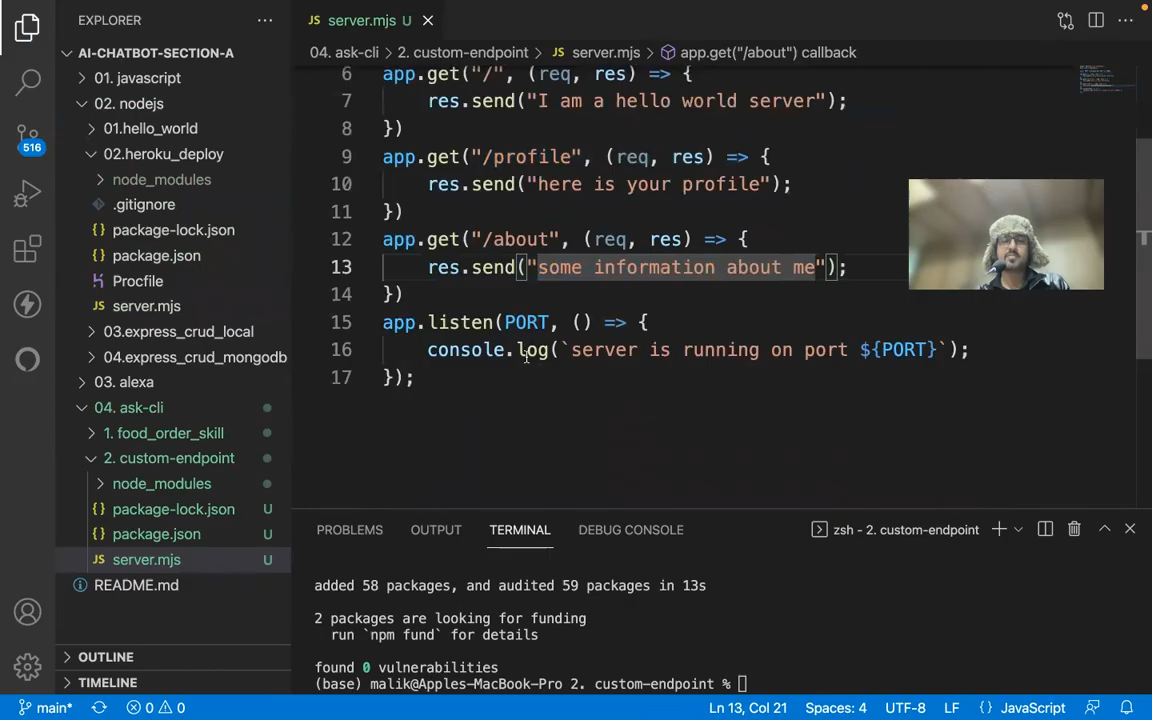 EXPLORER
AI-CHATBOT-SECTION-A
01. javascript
02. nodejs
01.hello_world
02.heroku_deploy
node_modules
.gitignore
{} package-lock.json
{} package.json
Procfile
JS server.mjs
03.express_crud_local
04.express_crud_mongodb
03. alexa
04. ask-cli
1. food_order_skill
2. custom-endpoint
node_modules
{} package-lock.json U
{} package.json U
JS server.mjs U
README.md
OUTLINE
TIMELINE
516
JS server.mjs U
04. ask-cli > 2. custom-endpoint > JS server.mjs > app.get("/about") callback
6 app.get("/", (req, res) => {
7 res.send("I am a hello world server");
8 })
9 app.get("/profile", (req, res) => {
10 res.send("here is your profile");
11 })
12 app.get("/about", (req, res) => {
13 res.send("some information about me");
14 })
15 app.listen(PORT, () => {
16 console.log(`server is running on port ${PORT}`);
17 });
PROBLEMS OUTPUT TERMINAL DEBUG CONSOLE zsh - 2. custom-endpoint
added 58 packages, and audited 59 packages in 13s
2 packages are looking for funding
run `npm fund` for details
found 0 vulnerabilities
(base) malik@Apples-MacBook-Pro 2. custom-endpoint %
main* 0 0 Ln 13, Col 21 Spaces: 4 UTF-8 LF {} JavaScript